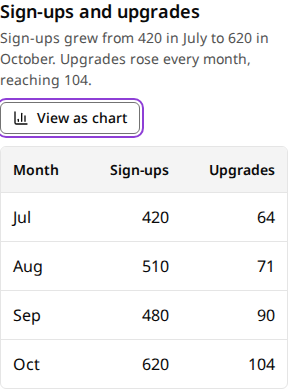 Sign-ups and upgrades
Sign-ups grew from 420 in July to 620 in
October. Upgrades rose every month,
reaching 104.
View as chart
Month Sign-ups Upgrades
Jul 420 64
Aug 510 71
Sep 480 90
Oct 620 104